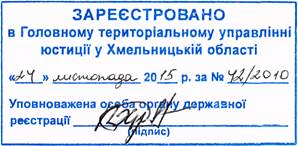 ЗАРЕЄСТРОВАНО
в Головному територіальному управлінні
юстиції у Хмельницькій області
«24» листопада 2015 р. за № 42/2010
Уповноважена особа органу державної
реєстрації
(підпис)